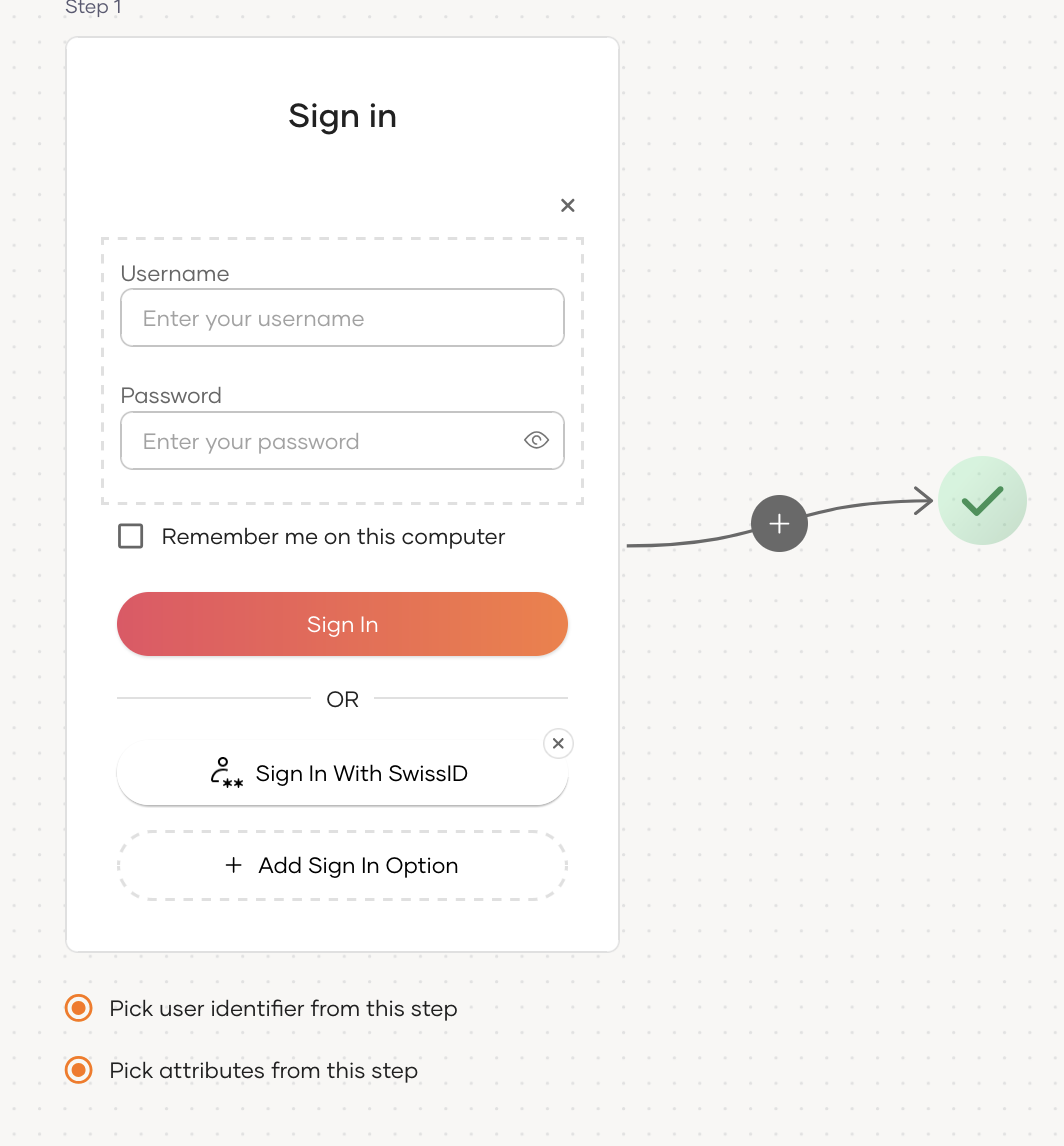 Step 1
Sign in
Username
Enter your username
Password
Enter your password
Remember me on this computer
Sign In
OR
Sign In With SwissID
Add Sign In Option
Pick user identifier from this step
Pick attributes from this step